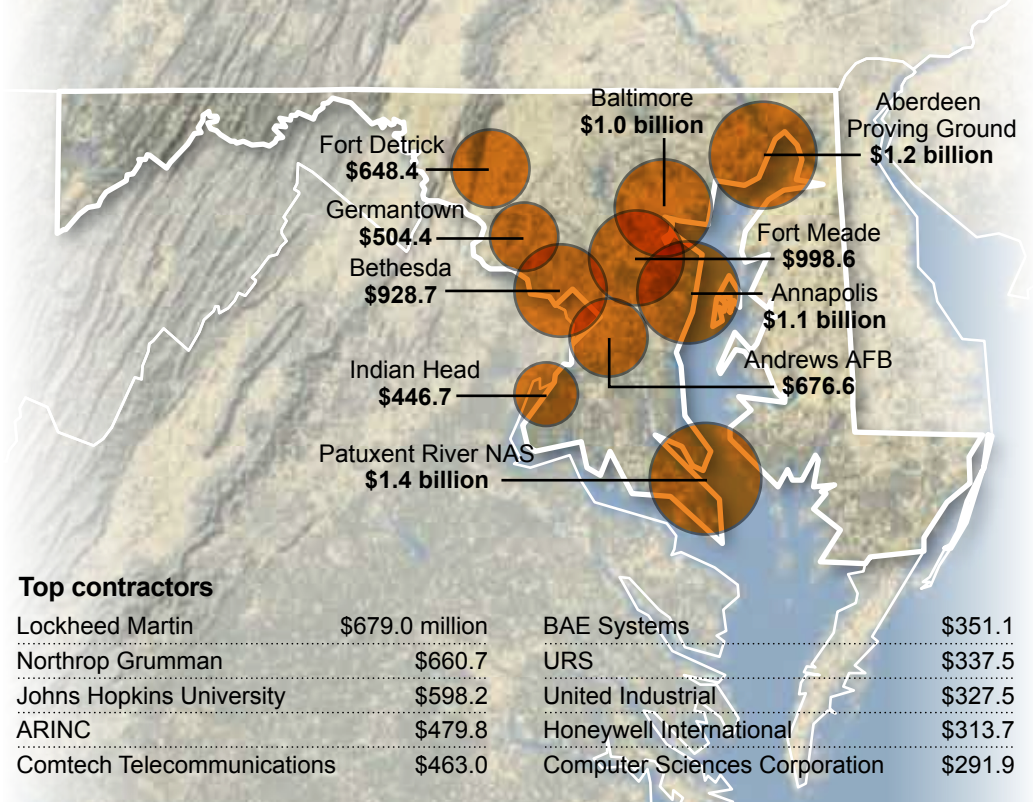 Baltimore
$1.0 billion
Aberdeen
Proving Ground
$1.2 billion
Fort Detrick
$648.4
Germantown
$504.4
Bethesda
$928.7
Fort Meade
$998.6
Annapolis
$1.1 billion
Andrews AFB
$676.6
Indian Head
$446.7
Patuxent River NAS
$1.4 billion
Top contractors
Lockheed Martin $679.0 million
Northrop Grumman $660.7
Johns Hopkins University $598.2
ARINC $479.8
Comtech Telecommunications $463.0
BAE Systems $351.1
URS $337.5
United Industrial $327.5
Honeywell International $313.7
Computer Sciences Corporation $291.9